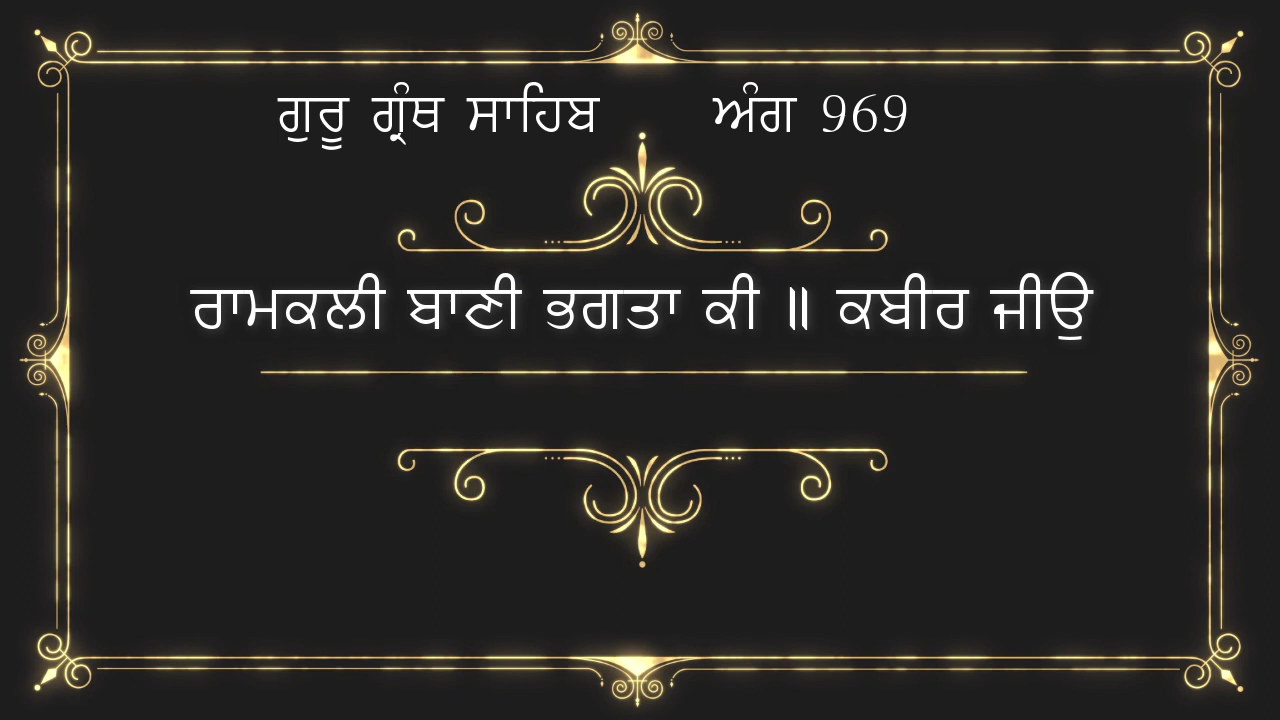 ਗੁਰੂ ਗ੍ਰੰਥ ਸਾਹਿਬ ਅੰਗ 969
ਰਾਮਕਲੀ ਬਾਣੀ ਭਗਤਾ ਕੀ ॥ ਕਬੀਰ ਜੀਉ